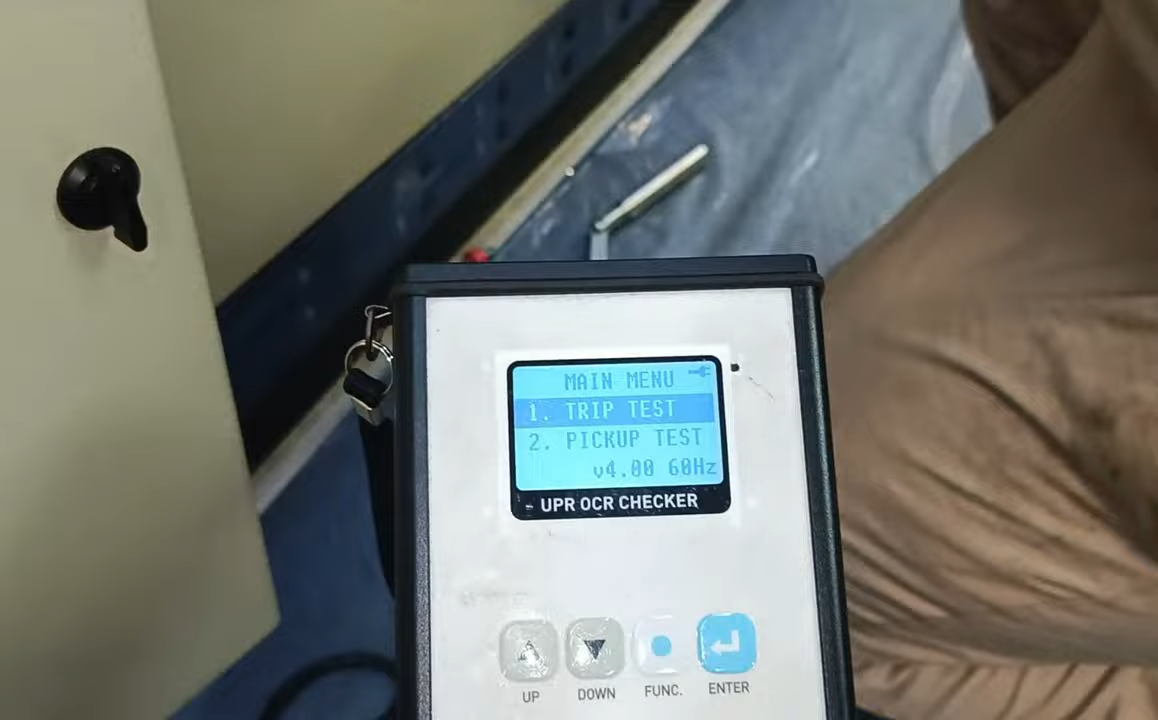 MAIN MENU
1. TRIP TEST
2. PICKUP TEST
v4.00 60Hz
UPR OCR CHECKER
UP DOWN FUNC. ENTER